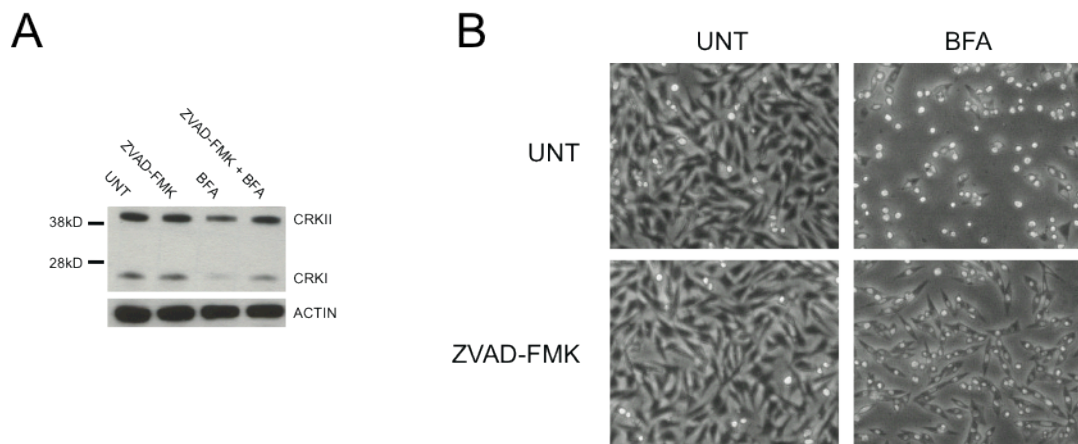 A
UNT
ZVAD-FMK
BFA
ZVAD-FMK + BFA
38kD
28kD
CRKII
CRKI
ACTIN
B
UNT
BFA
UNT
ZVAD-FMK